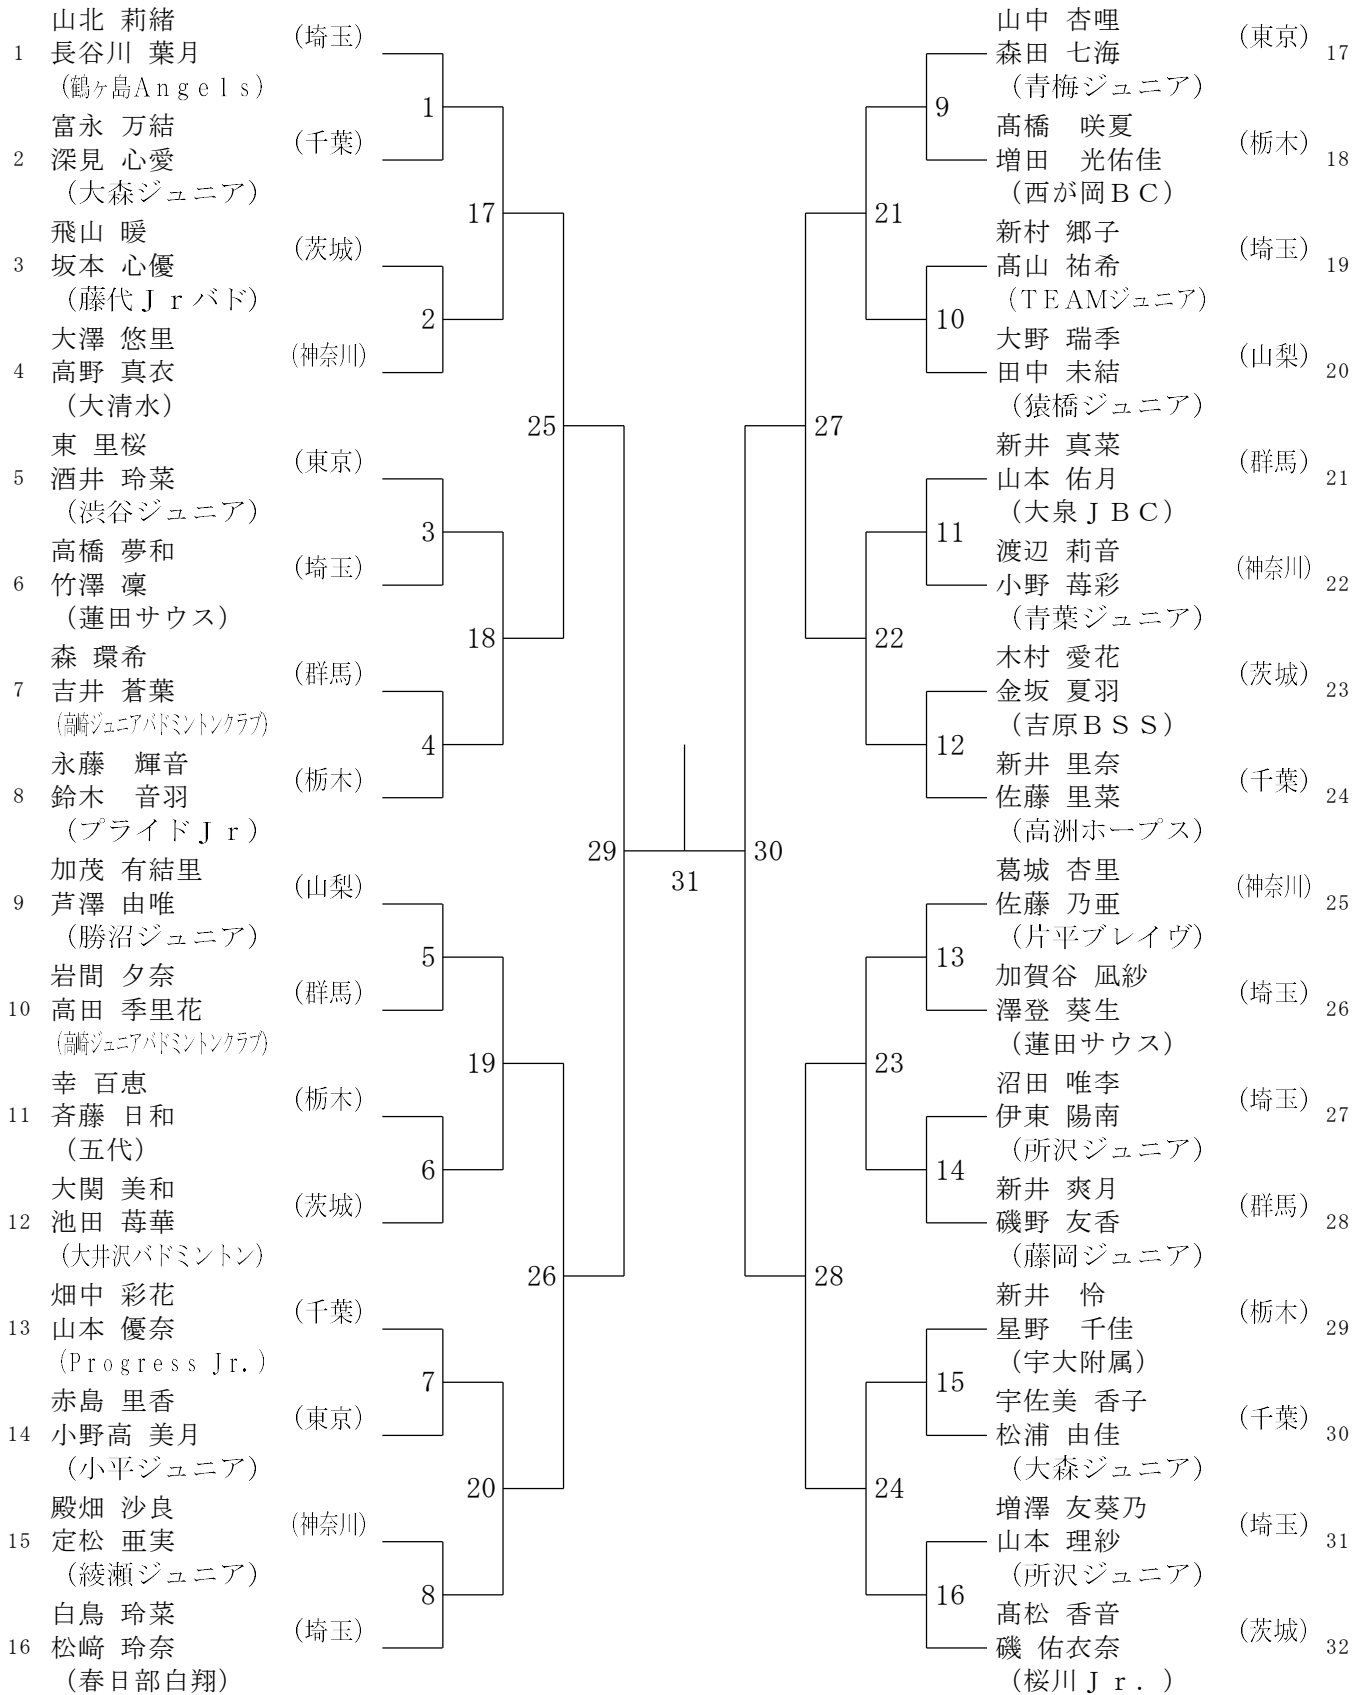 山北 莉緒
(埼玉)
1 長谷川 葉月
(鶴ヶ島Angels)
1
富永 万結
(千葉)
2 深見 心愛
(大森ジュニア)
17
飛山 暖
(茨城)
3 坂本 心優
(藤代Jrバド)
2
大澤 悠里
(神奈川)
4 高野 真衣
(大清水)
25
東 里桜
(東京)
5 酒井 玲菜
(渋谷ジュニア)
3
高橋 夢和
(埼玉)
6 竹澤 凜
(蓮田サウス)
18
森 環希
(群馬)
7 吉井 蒼葉
(高崎ジュニアバドミントンクラブ)
4
永藤 輝音
(栃木)
8 鈴木 音羽
(プライドJr)
29
31
30
加茂 有結里
(山梨)
9 芦澤 由唯
(勝沼ジュニア)
5
岩間 夕奈
(群馬)
10 高田 季里花
(高崎ジュニアバドミントンクラブ)
19
幸 百恵
(栃木)
11 斉藤 日和
(五代)
6
大関 美和
(茨城)
12 池田 苺華
(大井沢バドミントン)
26
畑中 彩花
(千葉)
13 山本 優奈
(Progress Jr.)
7
赤島 里香
(東京)
14 小野高 美月
(小平ジュニア)
20
殿畑 沙良
(神奈川)
15 定松 亜実
(綾瀬ジュニア)
8
白鳥 玲菜
(埼玉)
16 松﨑 玲奈
(春日部白翔)
山中 杏哩
(東京)
森田 七海 17
(青梅ジュニア)
9
髙橋 咲夏
(栃木)
増田 光佑佳 18
(西が岡BC)
21
新村 郷子
(埼玉)
髙山 祐希 19
(TEAMジュニア)
10
大野 瑞季
(山梨)
田中 未結 20
(猿橋ジュニア)
27
新井 真菜
(群馬)
山本 佑月 21
(大泉JBC)
11
渡辺 莉音
(神奈川)
小野 苺彩 22
(青葉ジュニア)
22
木村 愛花
(茨城)
金坂 夏羽 23
(吉原BSS)
12
新井 里奈
(千葉)
佐藤 里菜 24
(高洲ホープス)
葛城 杏里
(神奈川)
佐藤 乃亜 25
(片平ブレイヴ)
13
加賀谷 凪紗
(埼玉)
澤登 葵生 26
(蓮田サウス)
23
沼田 唯李
(埼玉)
伊東 陽南 27
(所沢ジュニア)
14
新井 爽月
(群馬)
磯野 友香 28
(藤岡ジュニア)
28
新井 怜
(栃木)
星野 千佳 29
(宇大附属)
15
宇佐美 香子
(千葉)
松浦 由佳 30
(大森ジュニア)
24
増澤 友葵乃
(埼玉)
山本 理紗 31
(所沢ジュニア)
16
髙松 香音
(茨城)
磯 佑衣奈 32
(桜川Jr.)